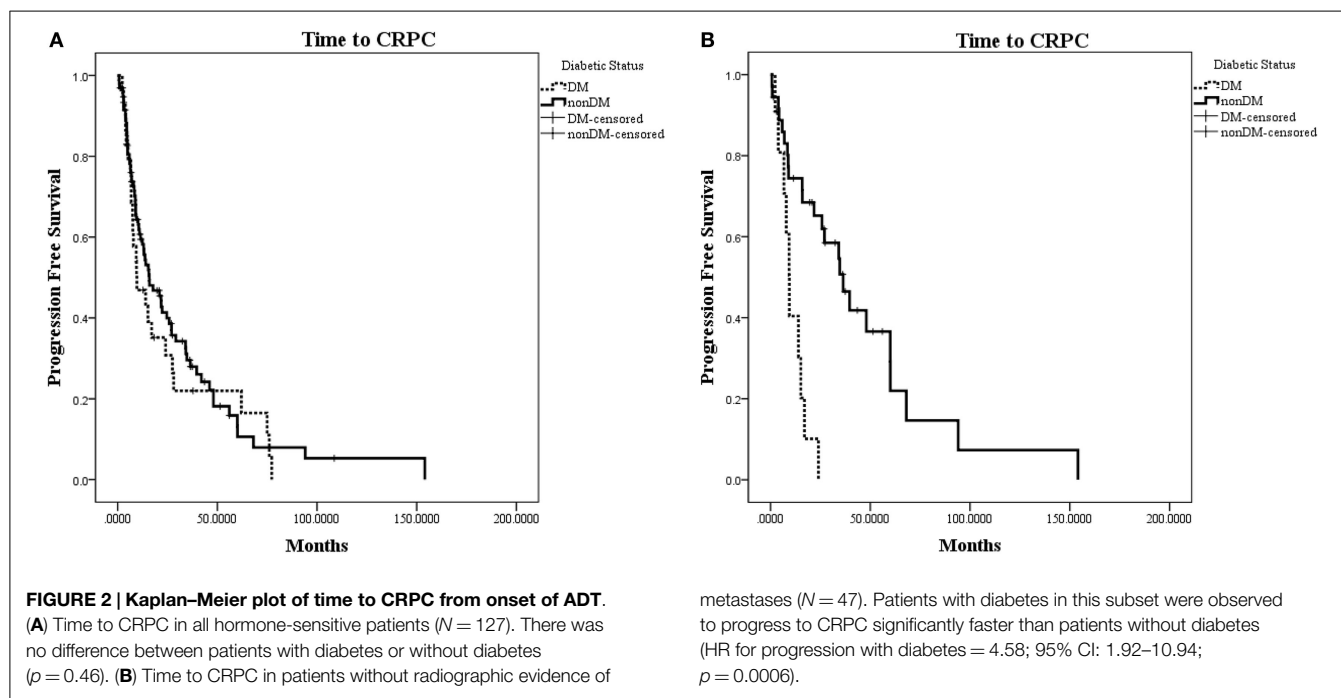 A
Time to CRPC
Progression Free Survival
1.0
0.8
0.6
0.4
0.2
0.0
.0000 50.0000 100.0000 150.0000 200.0000
Months
Diabetic Status
DM
nonDM
DM-censored
nonDM-censored
B
Time to CRPC
Progression Free Survival
1.0
0.8
0.6
0.4
0.2
0.0
.0000 50.0000 100.0000 150.0000 200.0000
Months
Diabetic Status
DM
nonDM
DM-censored
nonDM-censored
FIGURE 2 | Kaplan–Meier plot of time to CRPC from onset of ADT.
(A) Time to CRPC in all hormone-sensitive patients (N = 127). There was
no difference between patients with diabetes or without diabetes
(p = 0.46). (B) Time to CRPC in patients without radiographic evidence of
metastases (N = 47). Patients with diabetes in this subset were observed
to progress to CRPC significantly faster than patients without diabetes
(HR for progression with diabetes = 4.58; 95% CI: 1.92–10.94;
p = 0.0006).